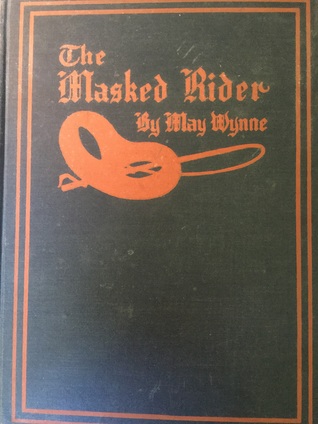 The
Masked Rider
By May Wynne